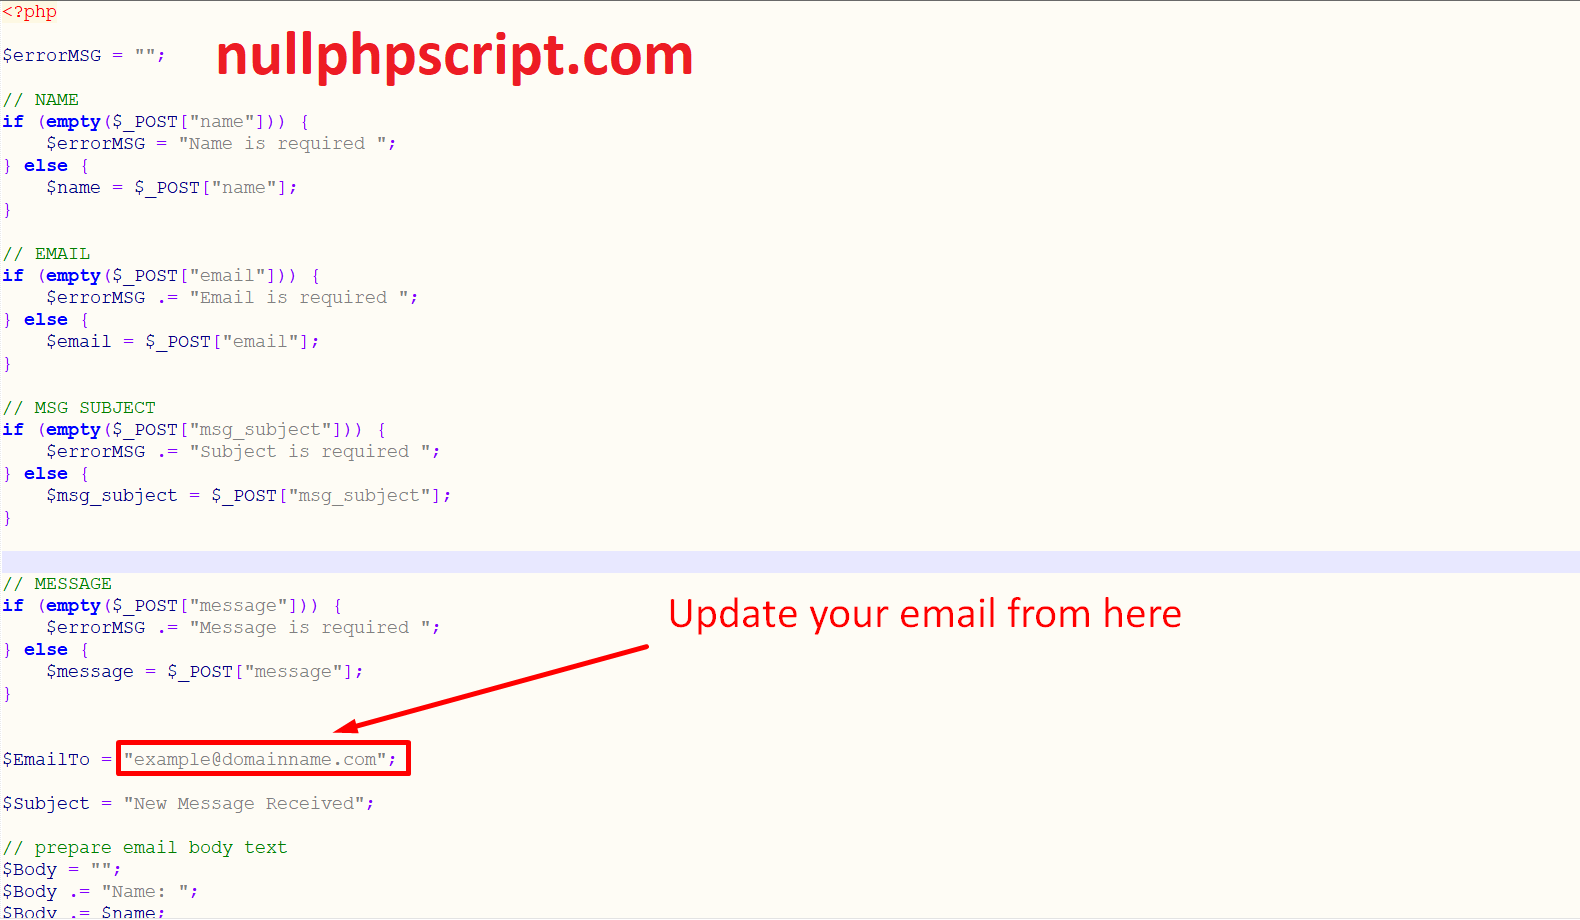 <?php
nullphpscript.com
$errorMSG = "";
// NAME
if (empty($_POST["name"])) {
    $errorMSG = "Name is required ";
} else {
    $name = $_POST["name"];
}
// EMAIL
if (empty($_POST["email"])) {
    $errorMSG .= "Email is required ";
} else {
    $email = $_POST["email"];
}
// MSG SUBJECT
if (empty($_POST["msg_subject"])) {
    $errorMSG .= "Subject is required ";
} else {
    $msg_subject = $_POST["msg_subject"];
}
// MESSAGE
if (empty($_POST["message"])) {
    $errorMSG .= "Message is required ";
} else {
    $message = $_POST["message"];
}
Update your email from here
$EmailTo = "example@domainname.com";
$Subject = "New Message Received";
// prepare email body text
$Body = "";
$Body .= "Name: ";
$Body .= $name;